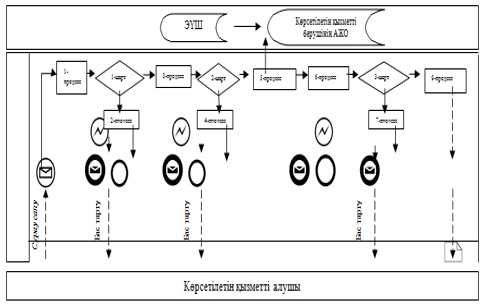 ЭҮШ
Көрсетілетін қызметті
берушінің АЖО
1-
процесс
1-шарт
3-процесс
2-шарт
5-процесс
6-процесс
3-шарт
9-процесс
2-процесс
4-процесс
7-процесс
Сұрау салу
Бас тарту
Бас тарту
Бас тарту
Көрсетілетін қызметті алушы